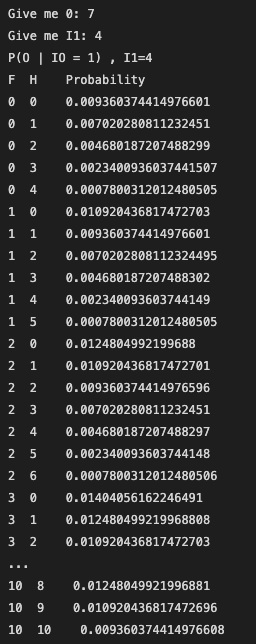 Give me 0: 7
Give me I1: 4
P(O | IO = 1) , I1=4
F H Probability
0 0 0.009360374414976601
0 1 0.007020280811232451
0 2 0.004680187207488299
0 3 0.0023400936037441507
0 4 0.0007800312012480505
1 0 0.010920436817472703
1 1 0.009360374414976601
1 2 0.0070202808112324495
1 3 0.004680187207488302
1 4 0.002340093603744149
1 5 0.0007800312012480505
2 0 0.0124804992199688
2 1 0.010920436817472701
2 2 0.009360374414976596
2 3 0.007020280811232451
2 4 0.004680187207488297
2 5 0.002340093603744148
2 6 0.0007800312012480506
3 0 0.01404056162246491
3 1 0.012480499219968808
3 2 0.010920436817472703
...
10 8 0.01248049921996881
10 9 0.010920436817472696
10 10 0.009360374414976608